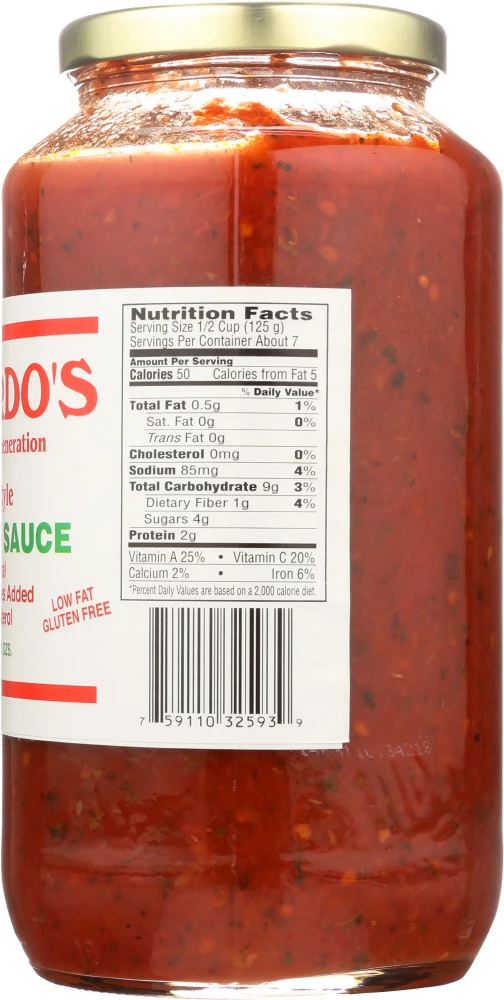 DO'S
eneration
yle
SAUCE
s Added
erol
ozs.
LOW FAT
GLUTEN FREE
Nutrition Facts
Serving Size 1/2 Cup (125 g)
Servings Per Container About 7
Amount Per Serving
Calories 50 Calories from Fat 5
% Daily Value*
Total Fat 0.5g 1%
Sat. Fat 0g 0%
Trans Fat 0g
Cholesterol 0mg 0%
Sodium 85mg 4%
Total Carbohydrate 9g 3%
Dietary Fiber 1g 4%
Sugars 4g
Protein 2g
Vitamin A 25% • Vitamin C 20%
Calcium 2% • Iron 6%
*Percent Daily Values are based on a 2,000 calorie diet.
7 59110 32593 9